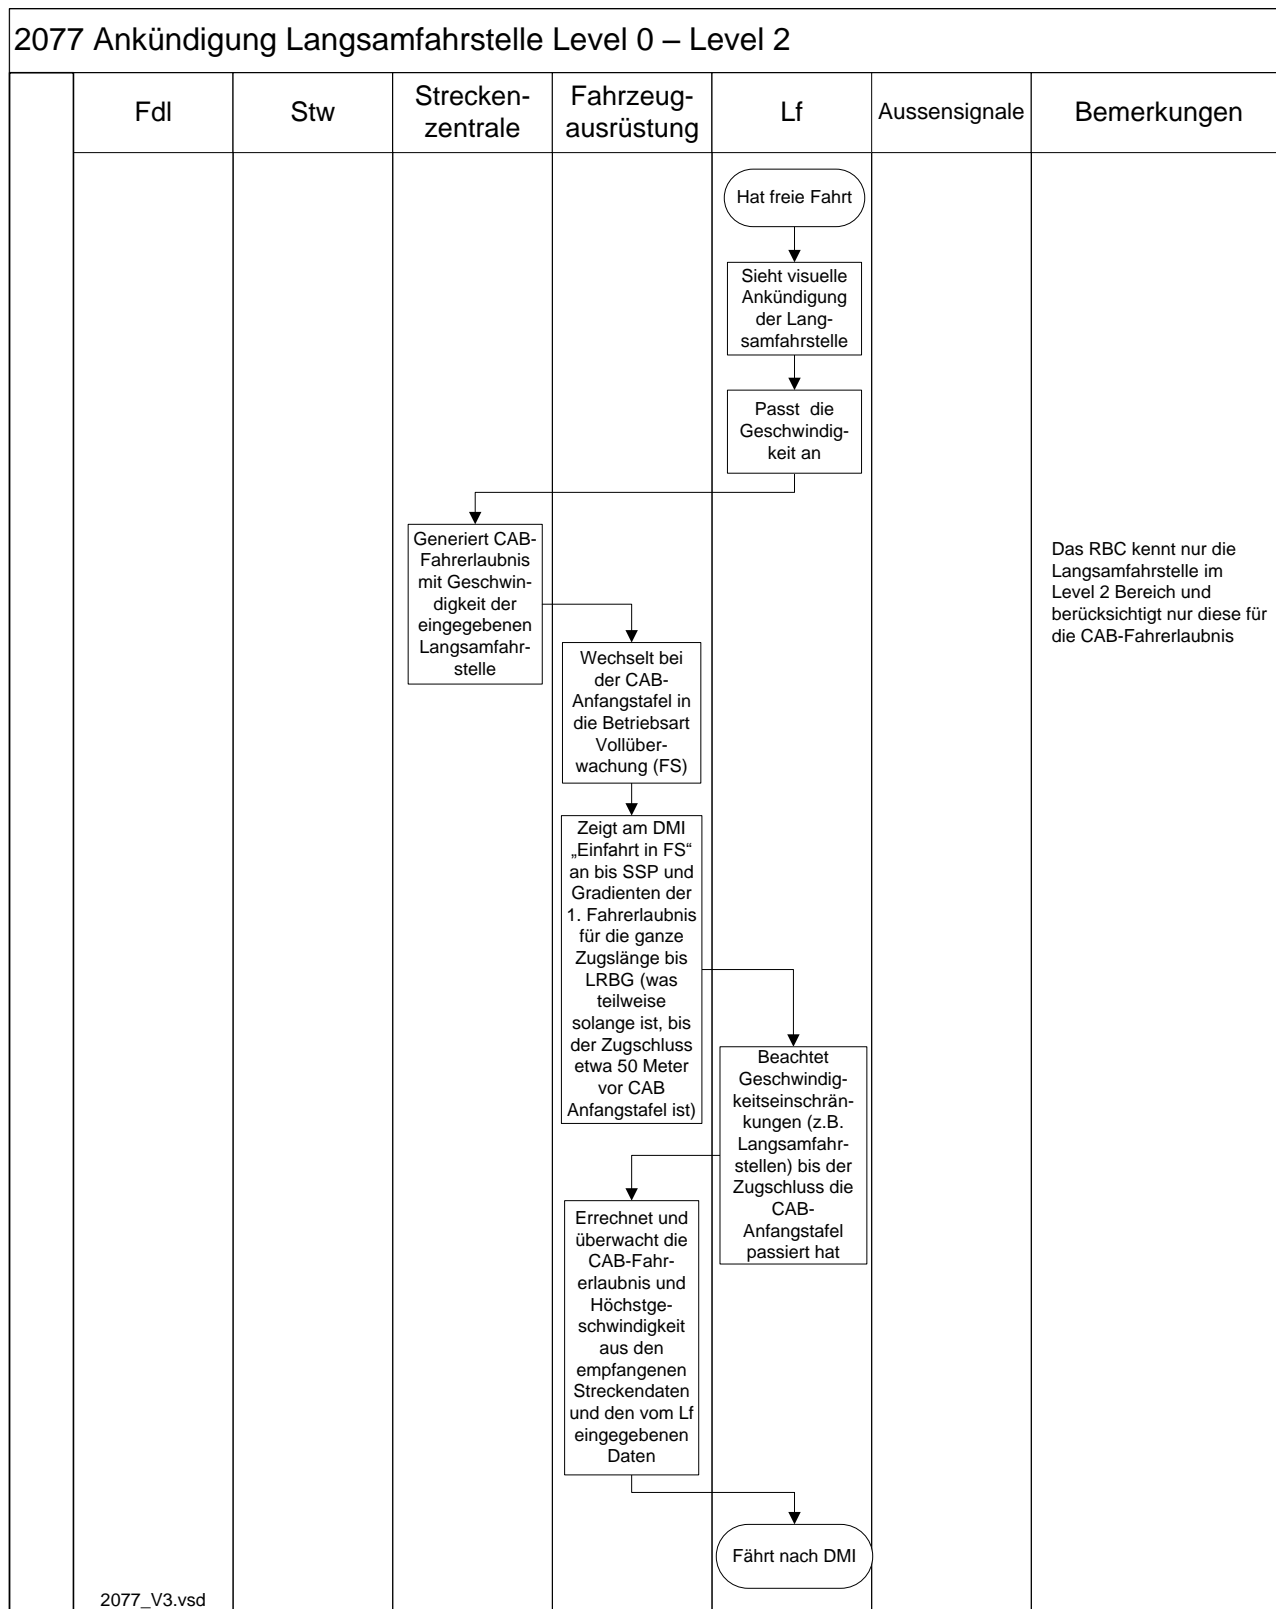 2077 Ankündigung Langsamfahrstelle Level 0 – Level 2
Fdl
Stw
Strecken-
zentrale
Fahrzeug-
ausrüstung
Lf
Aussensignale
Bemerkungen
Hat freie Fahrt
Sieht visuelle
Ankündigung
der Lang-
samfahrstelle
Passt die
Geschwindig-
keit an
Generiert CAB-
Fahrerlaubnis
mit Geschwin-
digkeit der
eingegebenen
Langsamfahr-
stelle
Das RBC kennt nur die
Langsamfahrstelle im
Level 2 Bereich und
berücksichtigt nur diese für
die CAB-Fahrerlaubnis
Wechselt bei
der CAB-
Anfangstafel in
die Betriebsart
Vollüber-
wachung (FS)
Zeigt am DMI
„Einfahrt in FS“
an bis SSP und
Gradienten der
1. Fahrerlaubnis
für die ganze
Zugslänge bis
LRBG (was
teilweise
solange ist, bis
der Zugschluss
etwa 50 Meter
vor CAB
Anfangstafel ist)
Beachtet
Geschwindig-
keitseinschrän-
kungen (z.B.
Langsamfahr-
stellen) bis der
Zugschluss die
CAB-
Anfangstafel
passiert hat
Errechnet und
überwacht die
CAB-Fahr-
erlaubnis und
Höchstge-
schwindigkeit
aus den
empfangenen
Streckendaten
und den vom Lf
eingegebenen
Daten
Fährt nach DMI
2077_V3.vsd